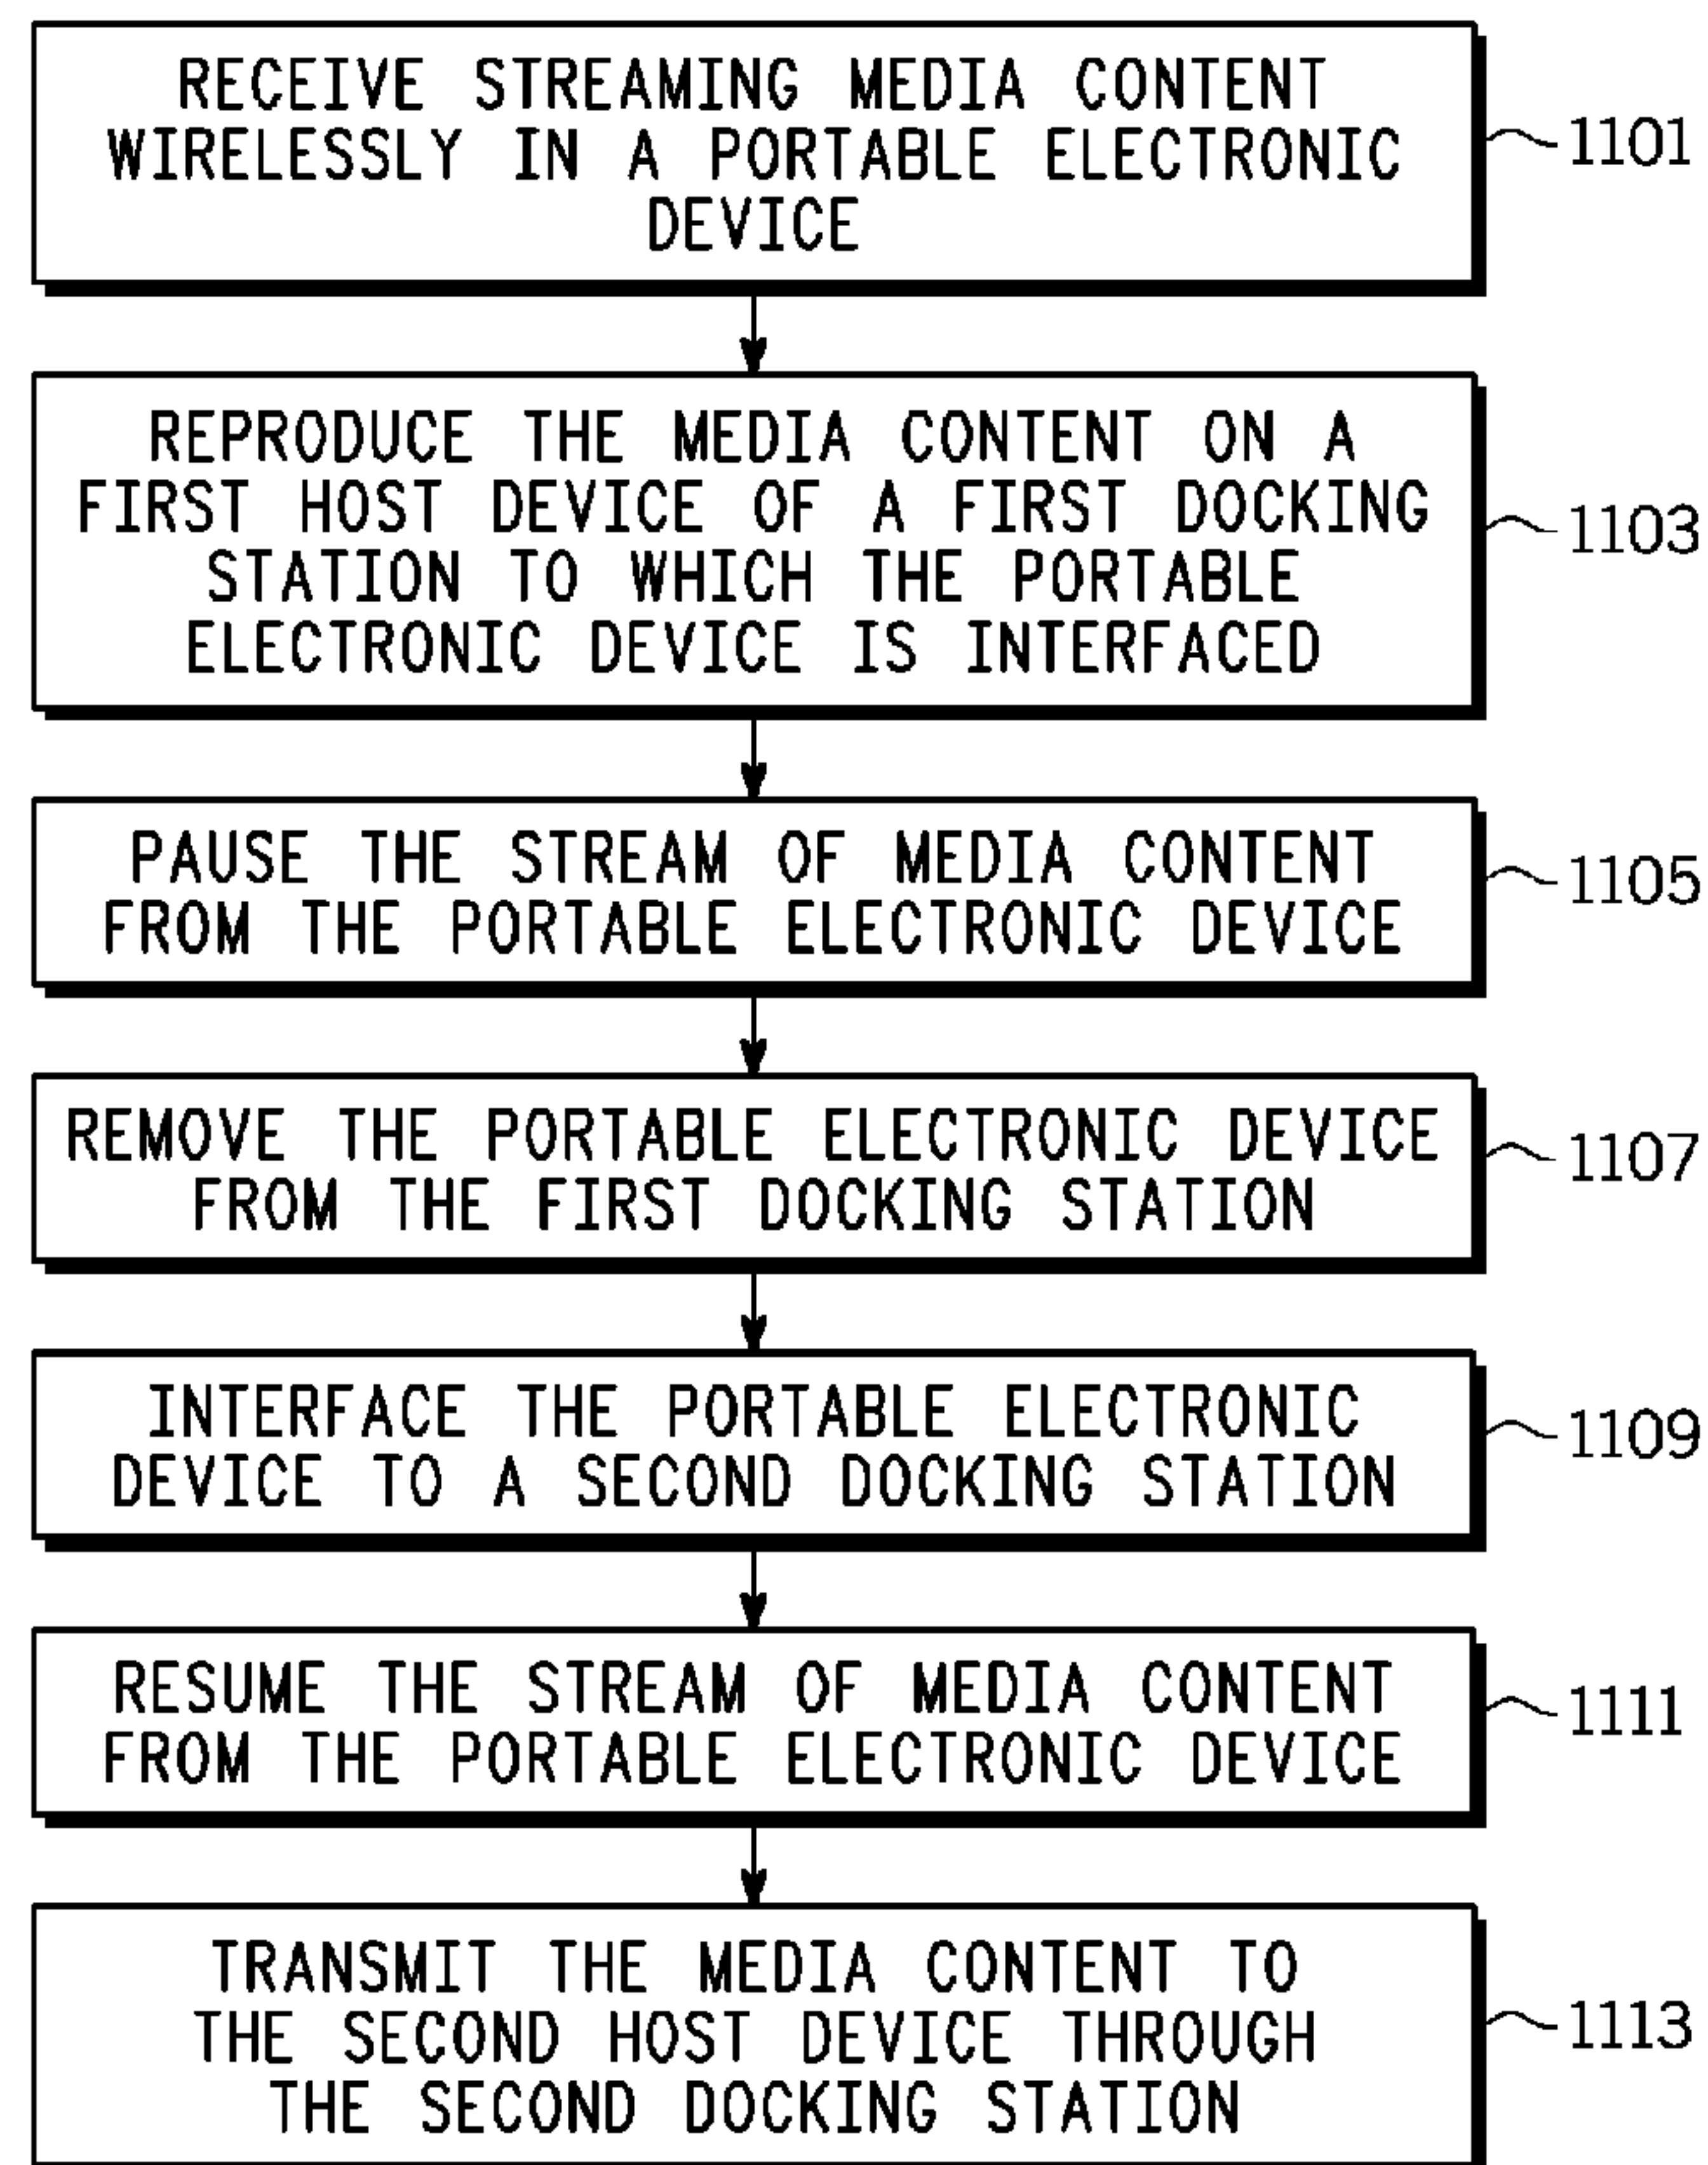 RECEIVE STREAMING MEDIA CONTENT
WIRELESSLY IN A PORTABLE ELECTRONIC
DEVICE
1101
REPRODUCE THE MEDIA CONTENT ON A
FIRST HOST DEVICE OF A FIRST DOCKING
STATION TO WHICH THE PORTABLE
ELECTRONIC DEVICE IS INTERFACED
1103
PAUSE THE STREAM OF MEDIA CONTENT
FROM THE PORTABLE ELECTRONIC DEVICE
1105
REMOVE THE PORTABLE ELECTRONIC DEVICE
FROM THE FIRST DOCKING STATION
1107
INTERFACE THE PORTABLE ELECTRONIC
DEVICE TO A SECOND DOCKING STATION
1109
RESUME THE STREAM OF MEDIA CONTENT
FROM THE PORTABLE ELECTRONIC DEVICE
1111
TRANSMIT THE MEDIA CONTENT TO
THE SECOND HOST DEVICE THROUGH
THE SECOND DOCKING STATION
1113